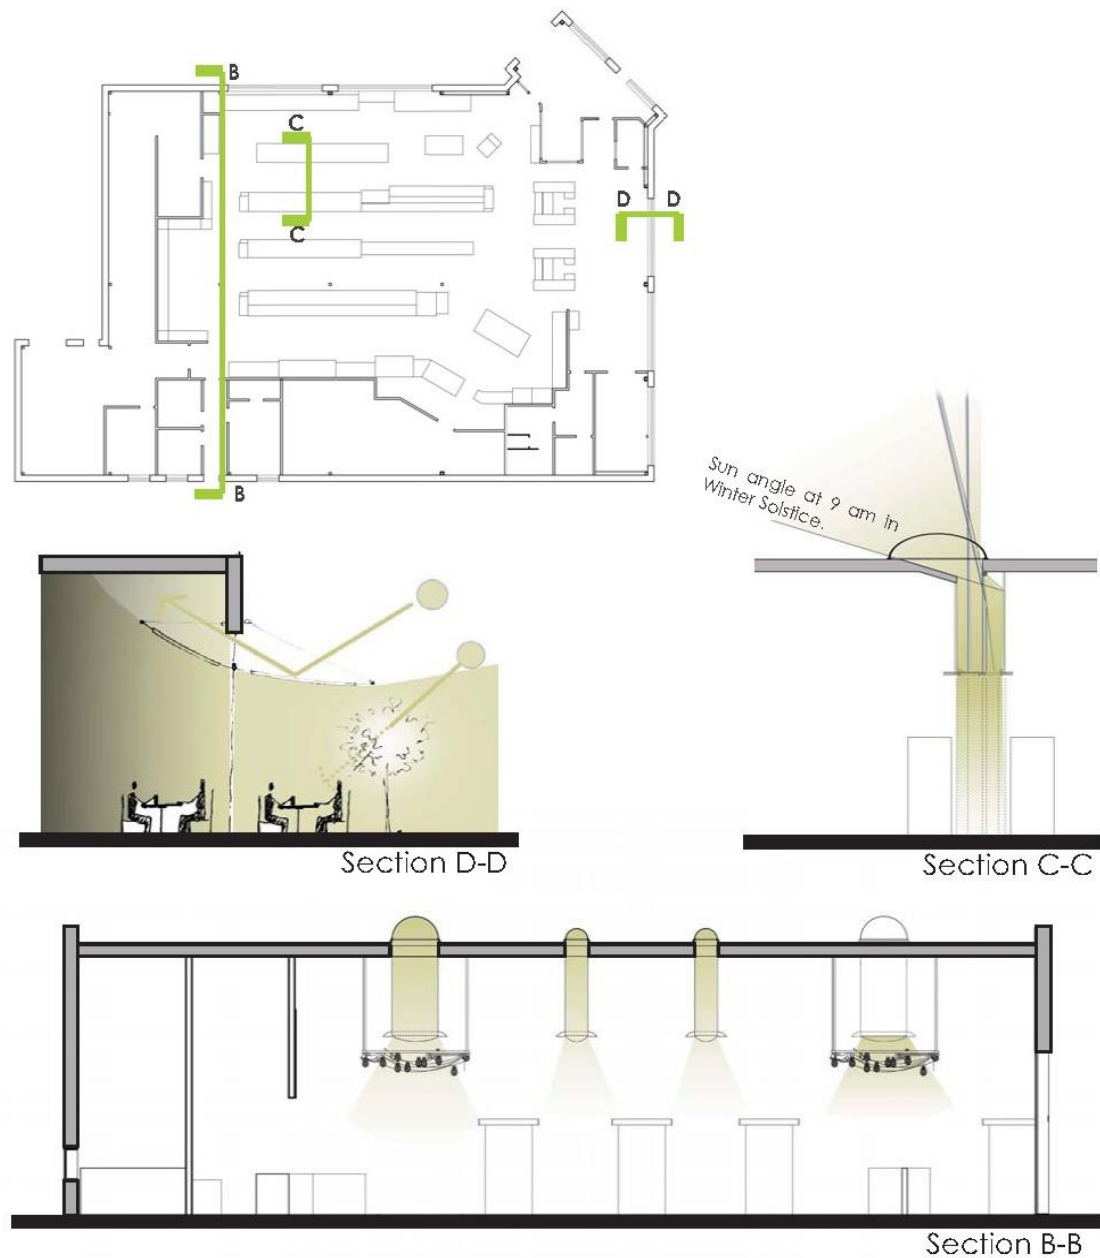 B
C
C
D D
B
Sun angle at 9 am in
Winter Solstice.
Section D-D
Section C-C
Section B-B